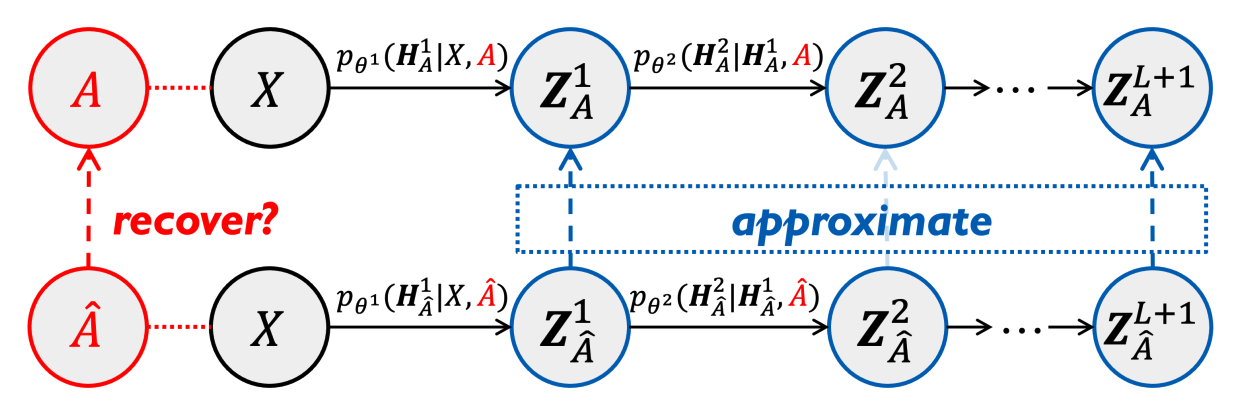 p_{θ^1}(H_A^1|X, A) p_{θ^2}(H_A^2|H_A^1, A)
A X Z_A^1 Z_A^2 ⋯ Z_A^{L+1}
recover? approximate
p_{θ^1}(H_Â^1|X, Â) p_{θ^2}(H_Â^2|H_Â^1, Â)
Â X Z_Â^1 Z_Â^2 ⋯ Z_Â^{L+1}